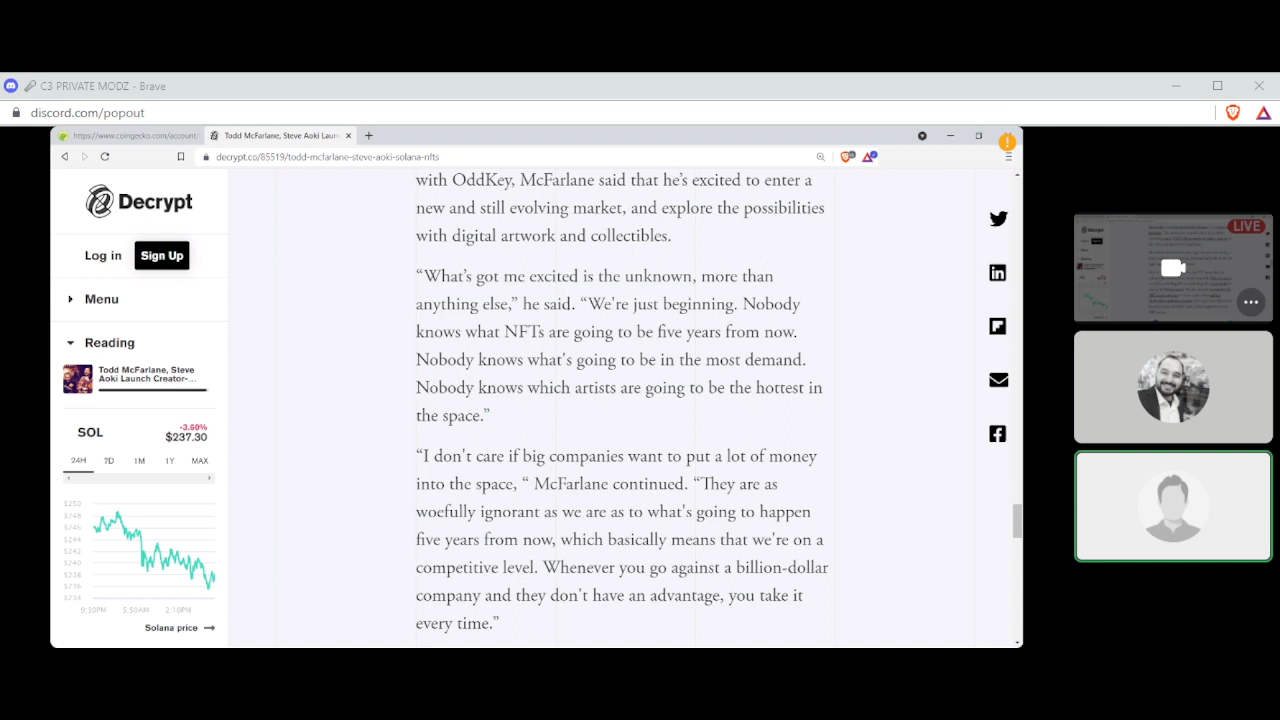 C3 PRIVATE MODZ - Brave
discord.com/popout
https://www.coingecko.com/account/
Todd McFarlane, Steve Aoki Laun
decrypt.co/85519/todd-mcfarlane-steve-aoki-solana-nfts
Decrypt
Log in
Sign Up
Menu
Reading
Todd McFarlane, Steve
Aoki Launch Creator-...
SOL
-3.60%
$237.30
24H 7D 1M 1Y MAX
$250
$248
$246
$244
$242
$240
$238
$236
$234
9:30PM 5:50AM 2:10PM
Solana price
with OddKey, McFarlane said that he’s excited to enter a
new and still evolving market, and explore the possibilities
with digital artwork and collectibles.
“What's got me excited is the unknown, more than
anything else,” he said. “We're just beginning. Nobody
knows what NFTs are going to be five years from now.
Nobody knows what's going to be in the most demand.
Nobody knows which artists are going to be the hottest in
the space.”
“I don't care if big companies want to put a lot of money
into the space, “ McFarlane continued. “They are as
woefully ignorant as we are as to what's going to happen
five years from now, which basically means that we're on a
competitive level. Whenever you go against a billion-dollar
company and they don't have an advantage, you take it
every time.”
LIVE